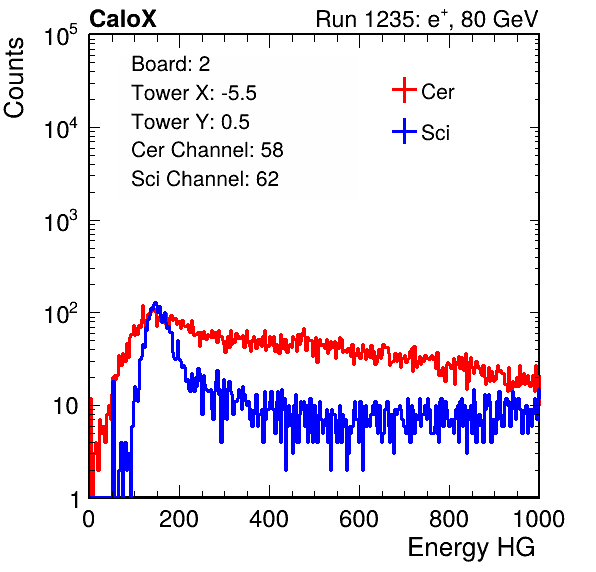 CaloX Run 1235: e⁺, 80 GeV
Counts
10⁵
10⁴
10³
10²
10
1
Board: 2
Tower X: -5.5
Tower Y: 0.5
Cer Channel: 58
Sci Channel: 62
Cer
Sci
0 200 400 600 800 1000
Energy HG